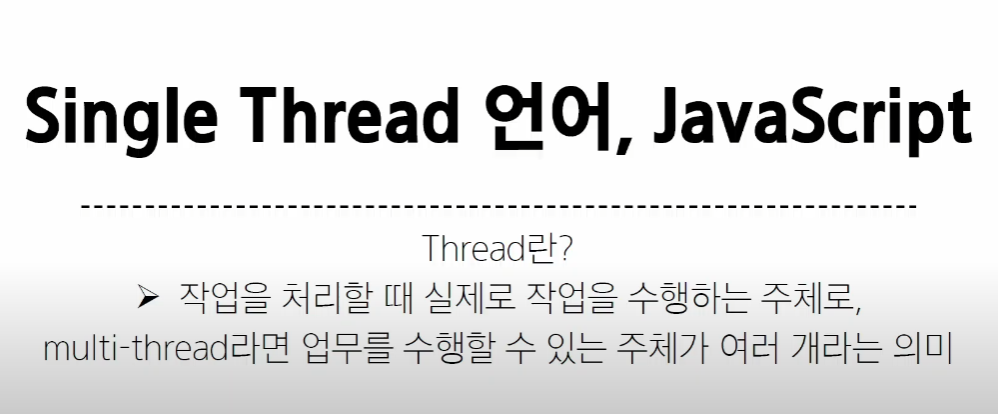 Single Thread 언어, JavaScript
Thread란?
➢ 작업을 처리할 때 실제로 작업을 수행하는 주체로,
multi-thread라면 업무를 수행할 수 있는 주체가 여러 개라는 의미